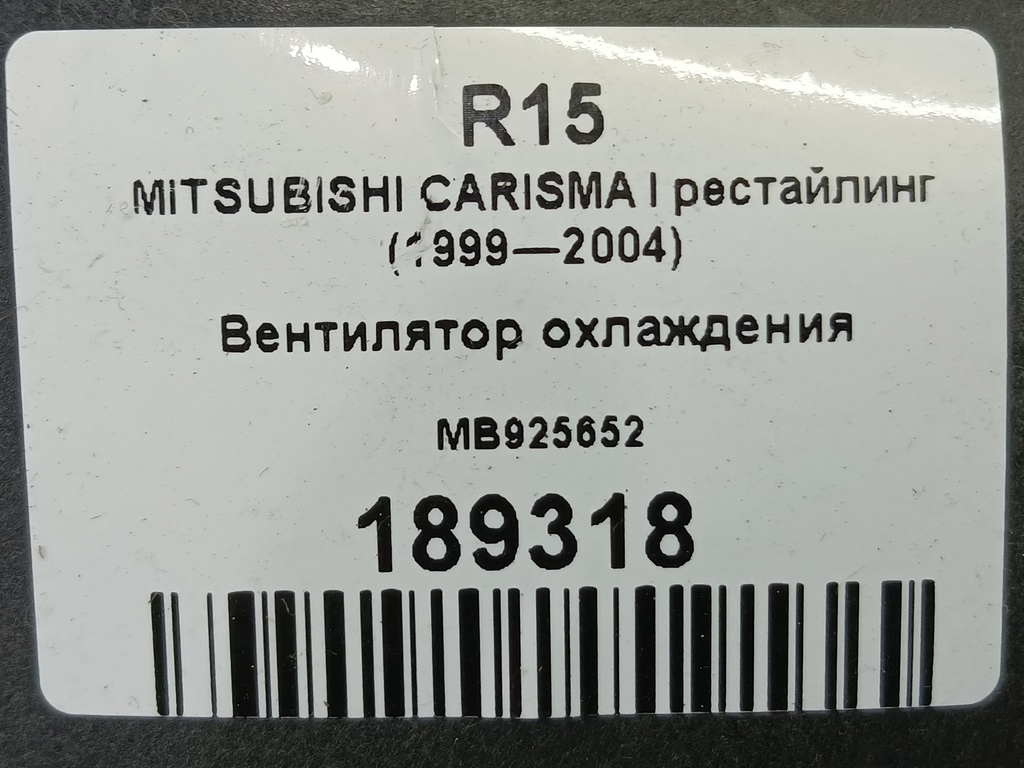 R15
MITSUBISHI CARISMA I рестайлинг
(1999—2004)
Вентилятор охлаждения
MB925652
189318